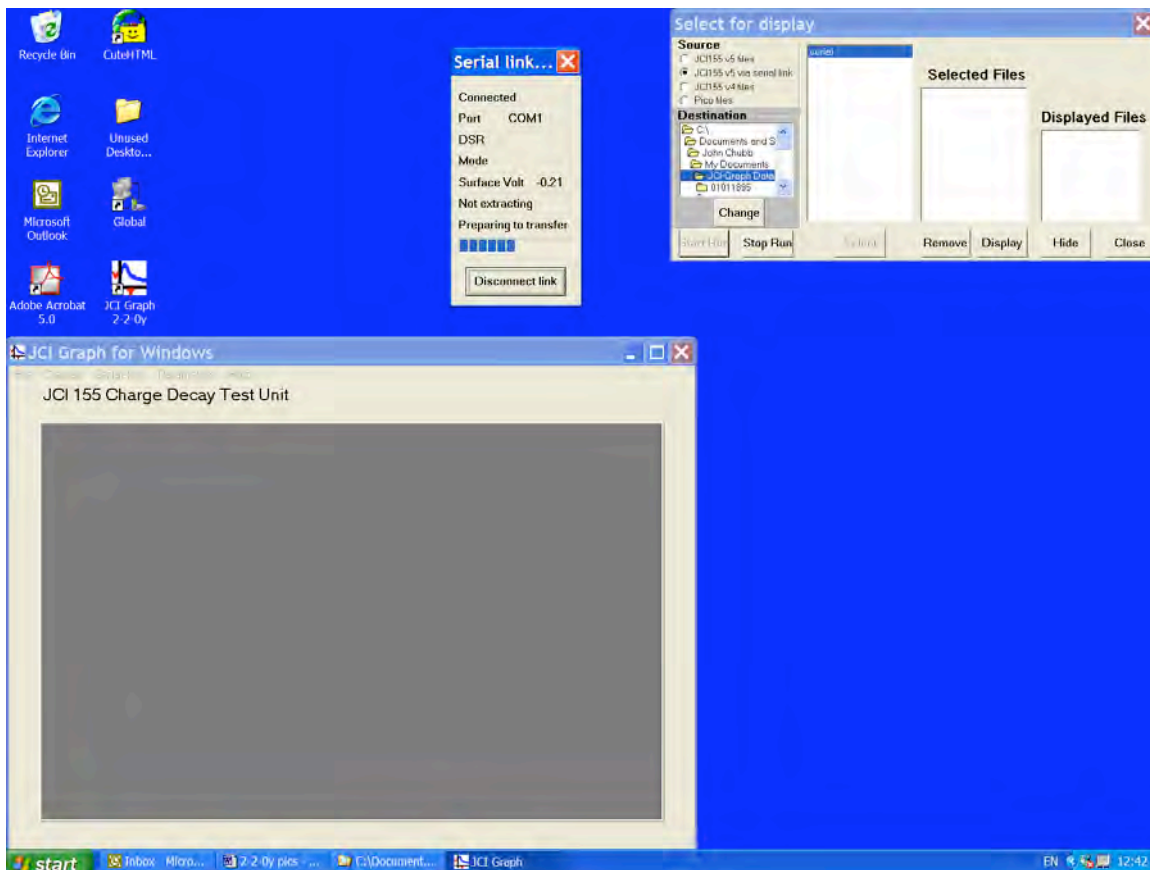 Recycle Bin
CuteHTML
Internet
Explorer
Unused
Deskto...
Microsoft
Outlook
Global
Adobe Acrobat
5.0
JCI Graph
2-2-0y
Serial link...
Connected
Port COM1
DSR
Mode
Surface Volt -0.21
Not extracting
Preparing to transfer
Disconnect link
Select for display
Source
JCI155 v5 files
JCI155 v5 via serial link
JCI155 v4 files
Pico files
Destination
C:\
Documents and S
John Chubb
My Documents
JCI-Graph Data
01011895
Change
Start Run
Stop Run
Select
Selected Files
Displayed Files
Remove
Display
Hide
Close
JCI Graph for Windows
File
Help
JCI 155 Charge Decay Test Unit
start
Inbox - Micro...
2-2-0y pics - ...
C:\Document...
JCI Graph
EN
12:42